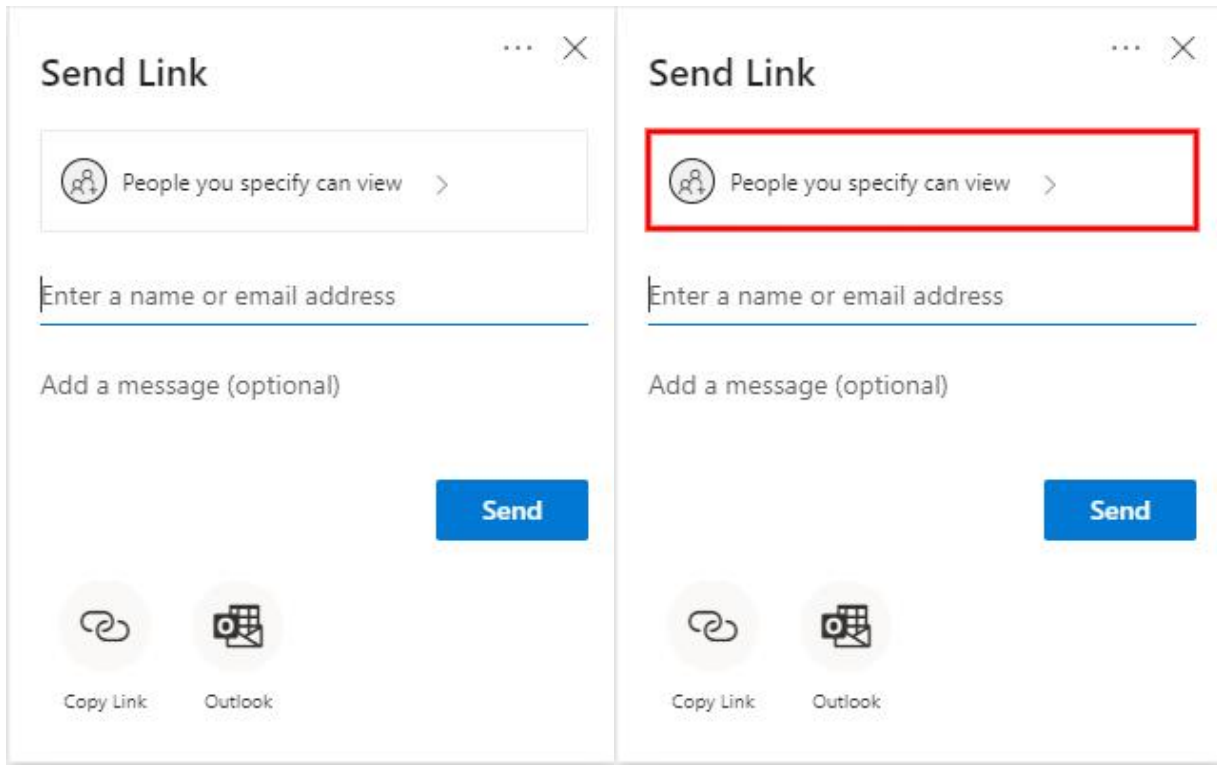 Send Link
People you specify can view
Enter a name or email address
Add a message (optional)
Send
Copy Link
Outlook
Send Link
People you specify can view
Enter a name or email address
Add a message (optional)
Send
Copy Link
Outlook